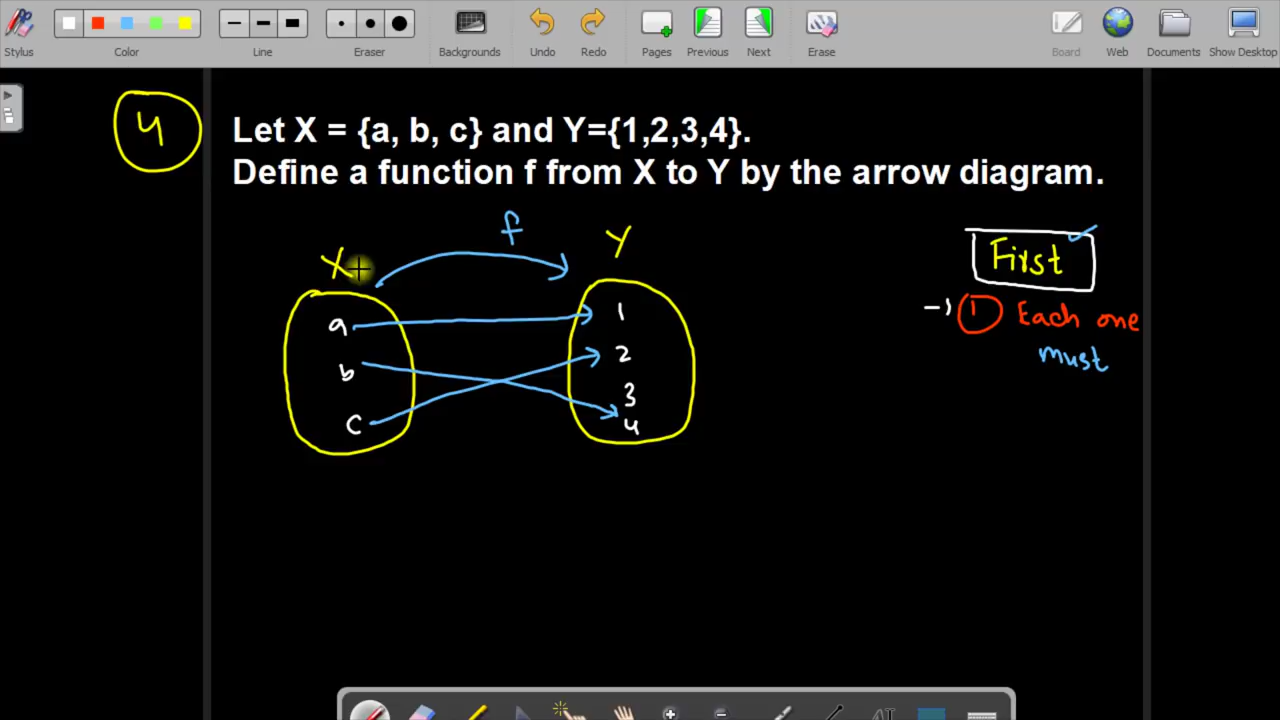 Stylus
Color
Line
Eraser
Backgrounds
Undo
Redo
Pages
Previous
Next
Erase
Board
Web
Documents
Show Desktop
4
Let X = {a, b, c} and Y={1,2,3,4}.
Define a function f from X to Y by the arrow diagram.
f
X
Y
First
a
1
1 Each one
b
2
must
c
3
4